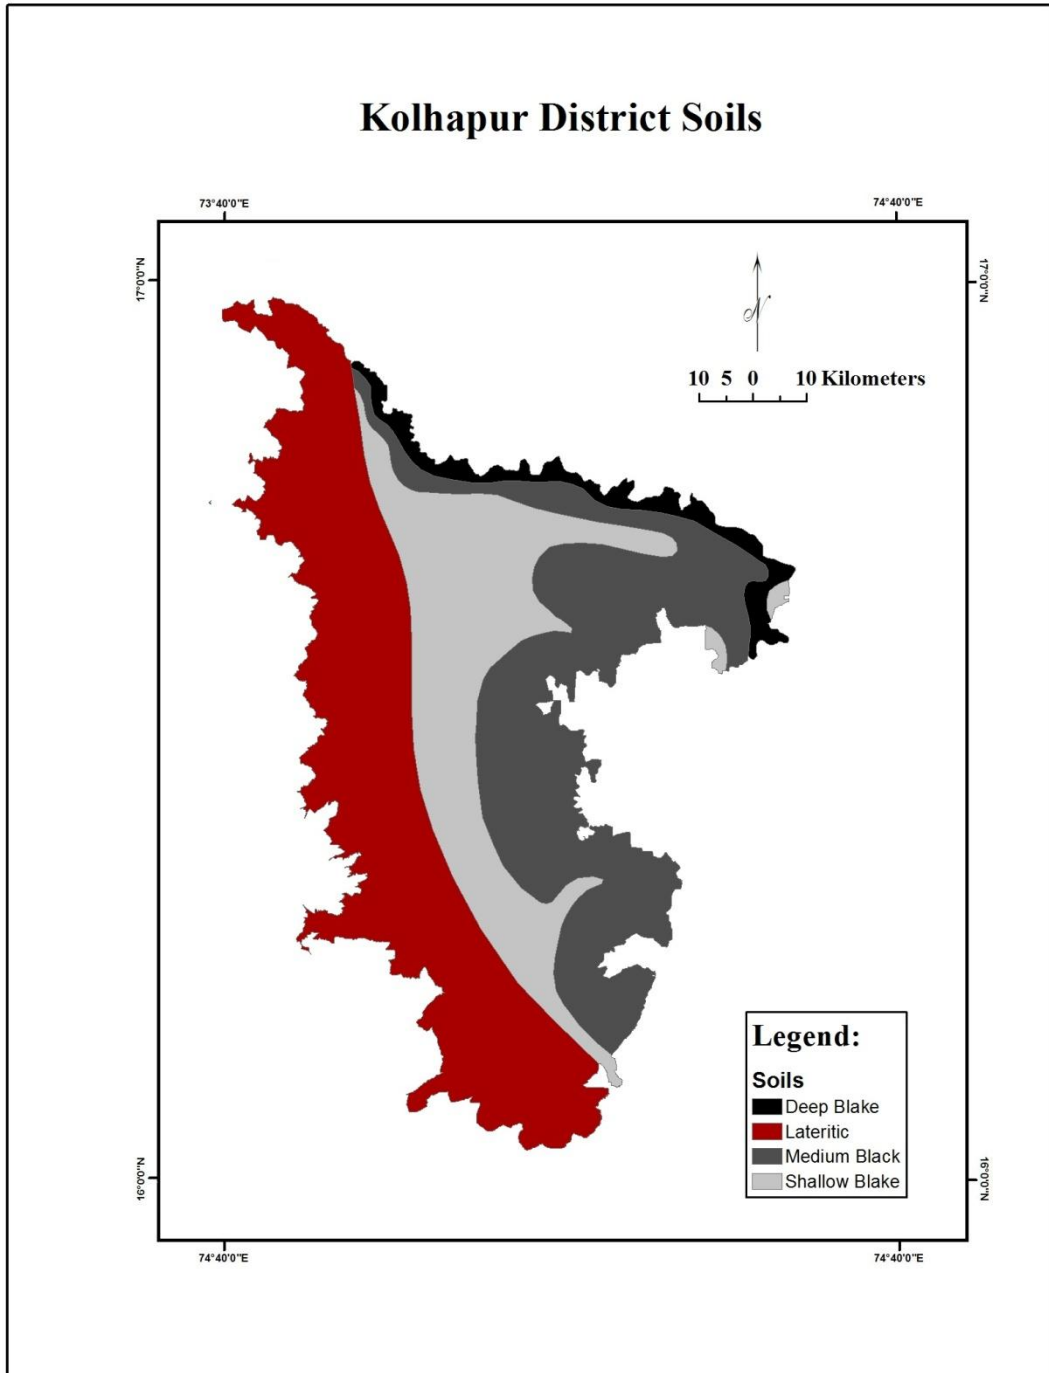 Kolhapur District Soils
73°40'0"E
74°40'0"E
17°0'0"N
17°0'0"N
N
10 5 0 10 Kilometers
Legend:
Soils
Deep Blake
Lateritic
Medium Black
Shallow Blake
16°0'0"N
16°0'0"N
74°40'0"E
74°40'0"E